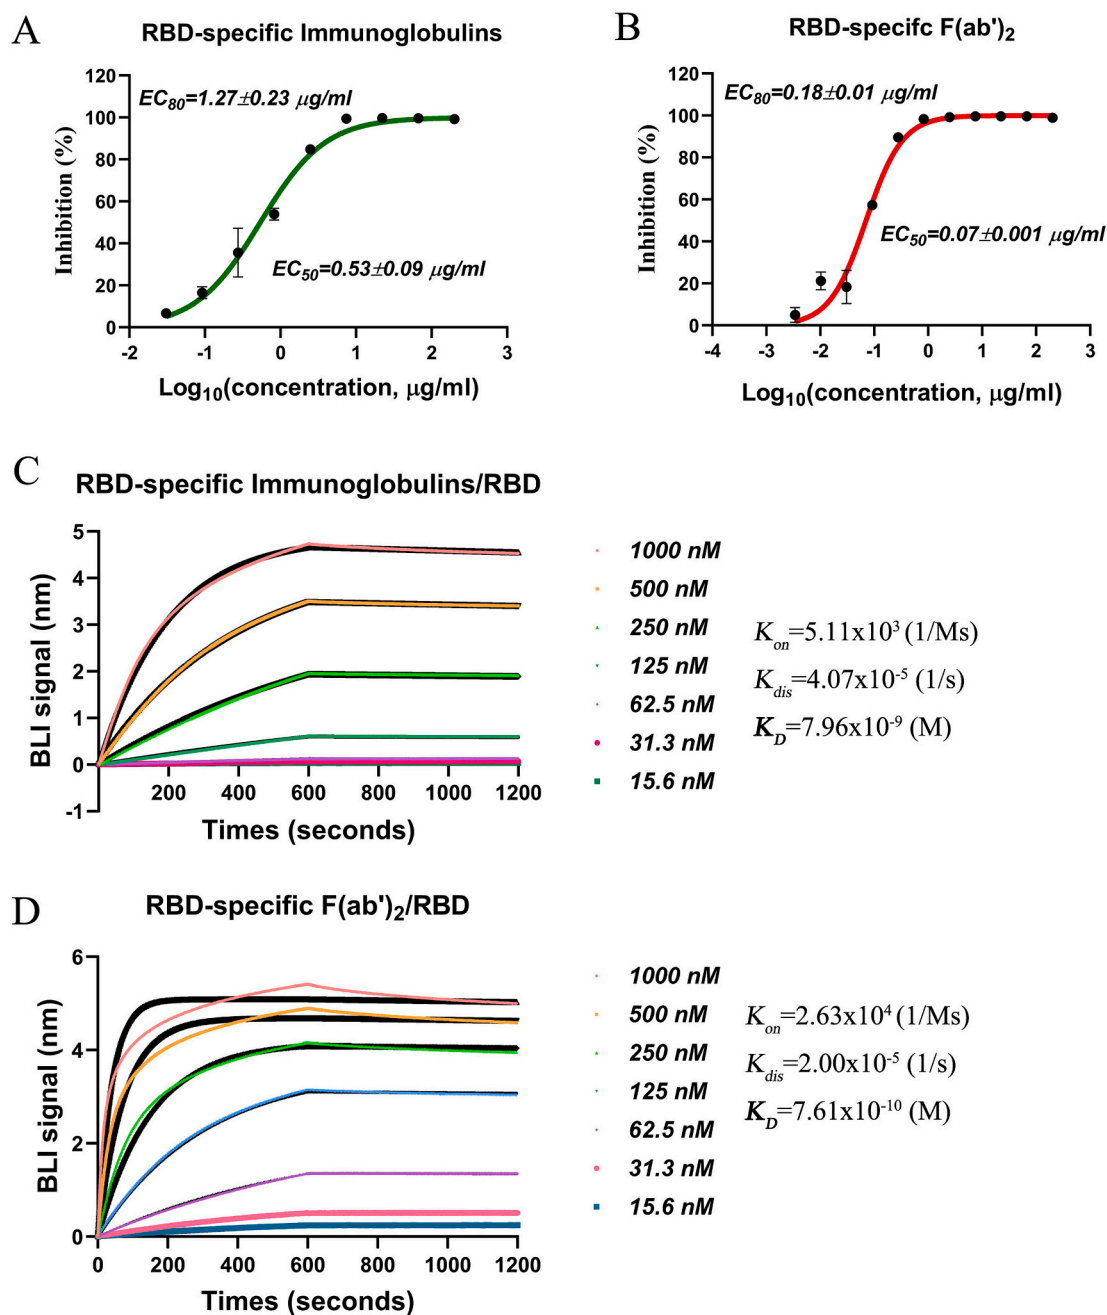 A
RBD-specific Immunoglobulins
EC80=1.27±0.23 μg/ml
EC50=0.53±0.09 μg/ml
Inhibition (%)
120
100
80
60
40
20
0
-2 -1 0 1 2 3
Log10(concentration, μg/ml)
B
RBD-specifc F(ab')2
EC80=0.18±0.01 μg/ml
EC50=0.07±0.001 μg/ml
Inhibition (%)
120
100
80
60
40
20
0
-4 -3 -2 -1 0 1 2 3
Log10(concentration, μg/ml)
C
RBD-specific Immunoglobulins/RBD
BLI signal (nm)
5
4
3
2
1
0
-1
200 400 600 800 1000 1200
Times (seconds)
1000 nM
500 nM
250 nM
125 nM
62.5 nM
31.3 nM
15.6 nM
Kon=5.11x10³ (1/Ms)
Kdis=4.07x10⁻⁵ (1/s)
KD=7.96x10⁻⁹ (M)
D
RBD-specific F(ab')2/RBD
BLI signal (nm)
6
4
2
0
0 200 400 600 800 1000 1200
Times (seconds)
1000 nM
500 nM
250 nM
125 nM
62.5 nM
31.3 nM
15.6 nM
Kon=2.63x10⁴ (1/Ms)
Kdis=2.00x10⁻⁵ (1/s)
KD=7.61x10⁻¹⁰ (M)